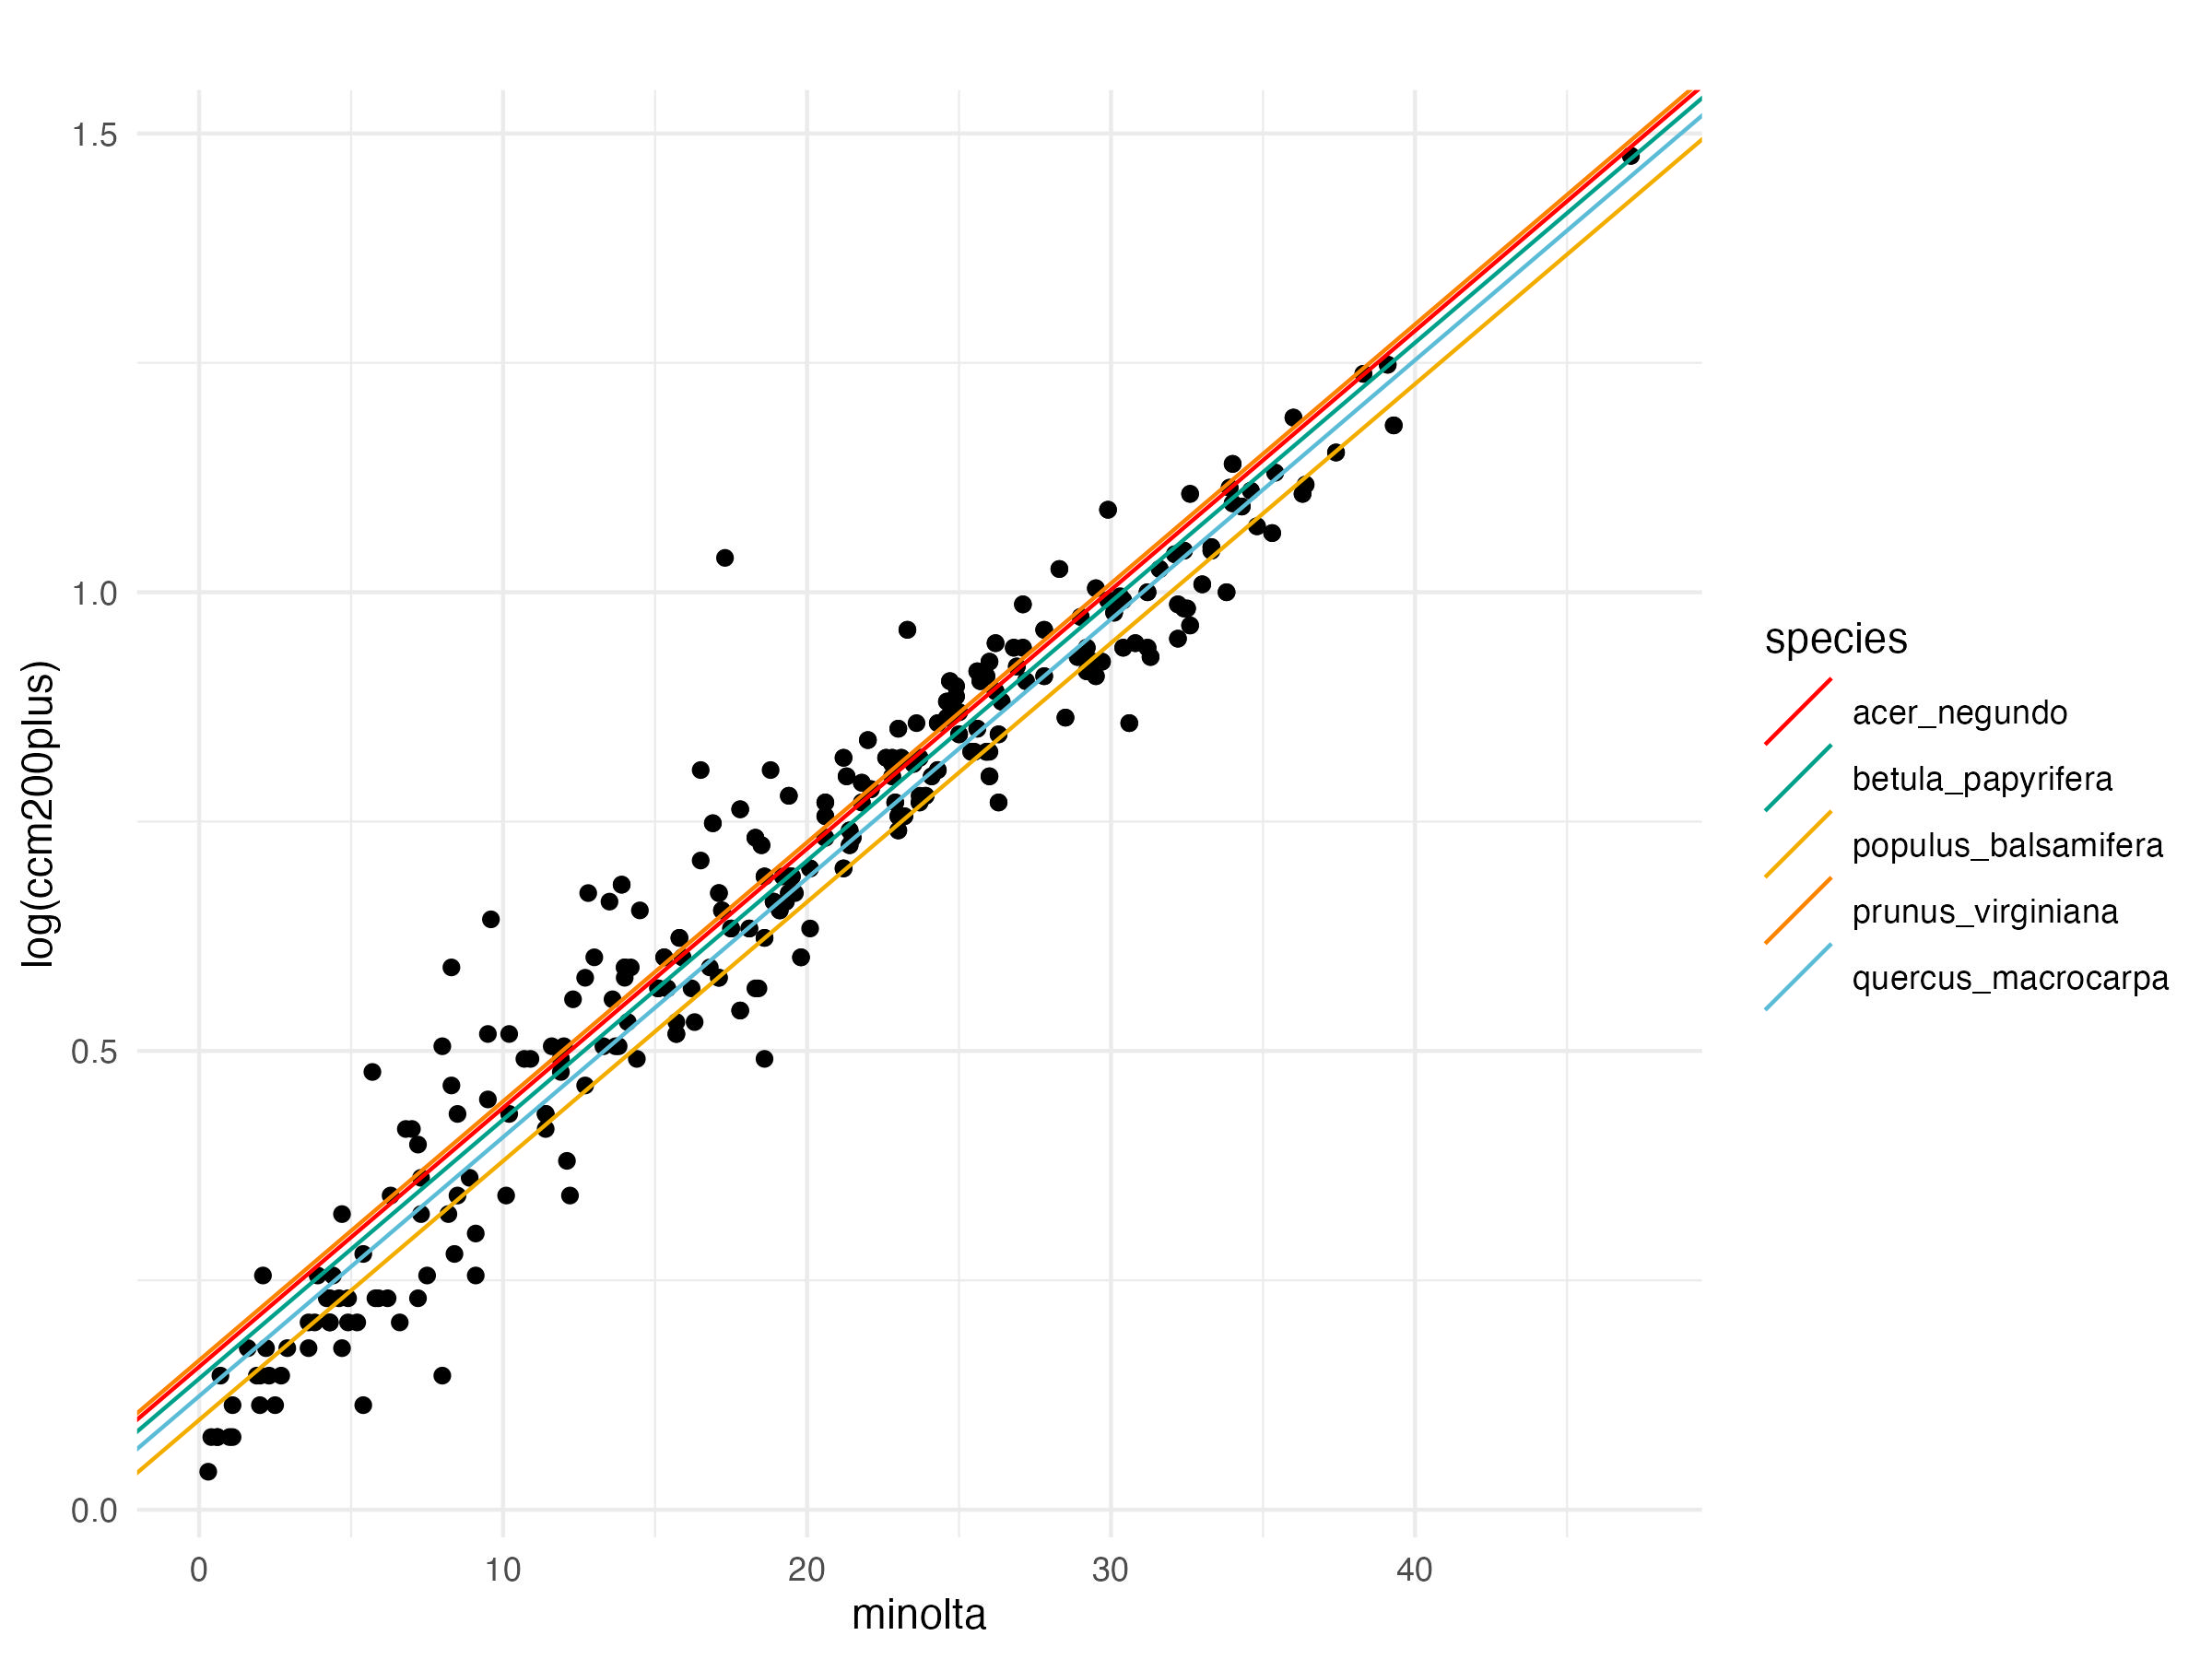 1.5
1.0
0.5
0.0
0
10
20
30
40
minolta
log(ccm200plus)
species
acer_negundo
betula_papyrifera
populus_balsamifera
prunus_virginiana
quercus_macrocarpa